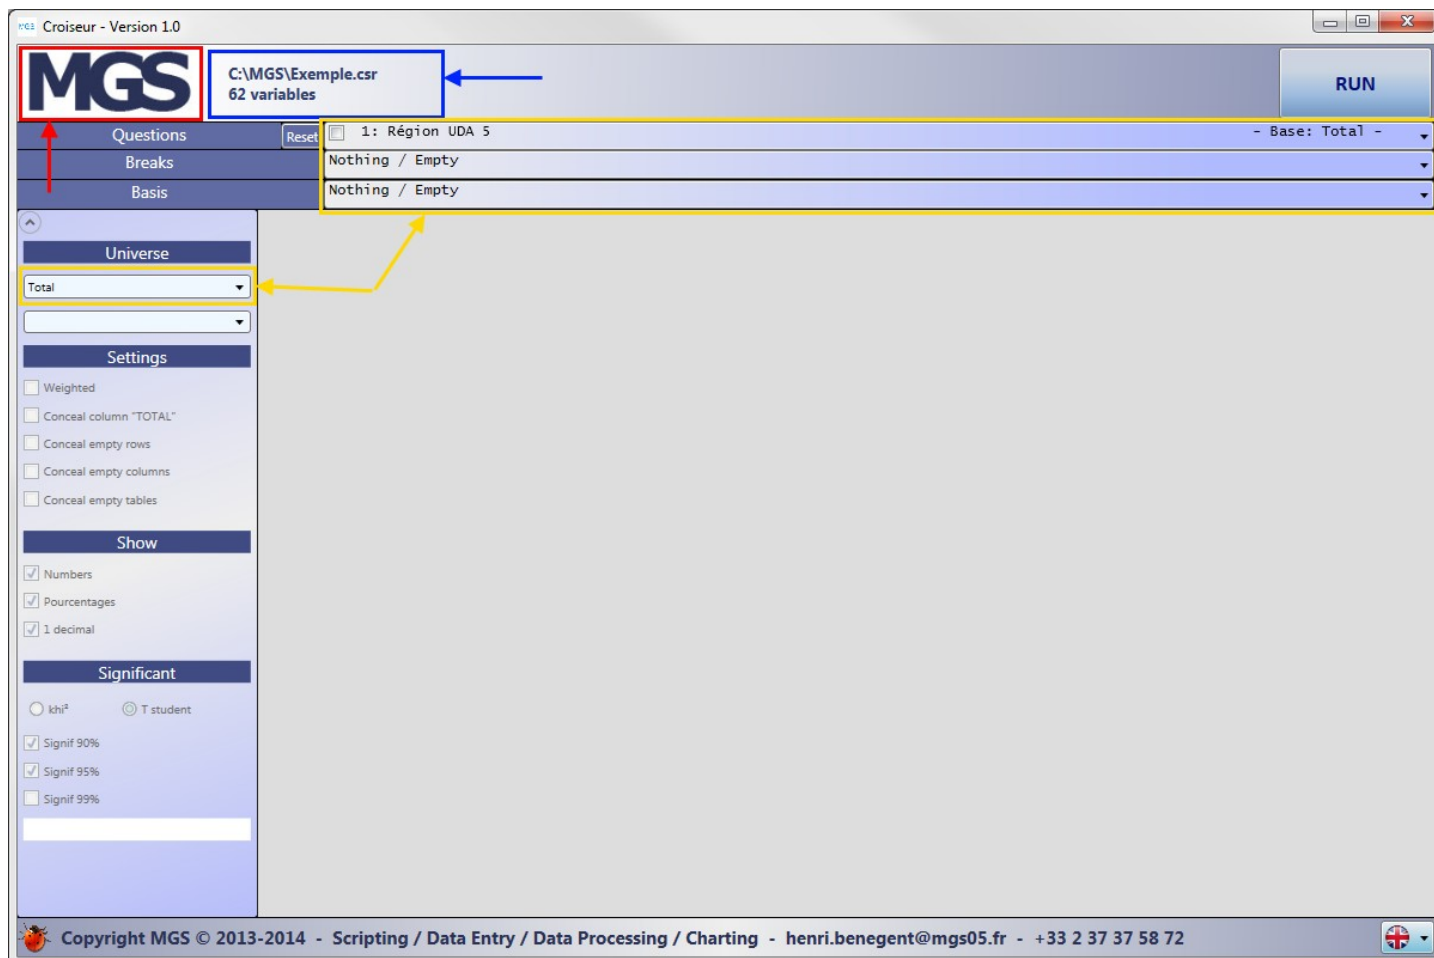 Croiseur - Version 1.0
MGS
C:\MGS\Exemple.csr
62 variables
RUN
Questions
Reset
1: Région UDA 5
- Base: Total -
Breaks
Nothing / Empty
Basis
Nothing / Empty
Universe
Total
Settings
Weighted
Conceal column "TOTAL"
Conceal empty rows
Conceal empty columns
Conceal empty tables
Show
Numbers
Pourcentages
1 decimal
Significant
khi²
T student
Signif 90%
Signif 95%
Signif 99%
Copyright MGS © 2013-2014 - Scripting / Data Entry / Data Processing / Charting - henri.benegent@mgs05.fr - +33 2 37 37 58 72